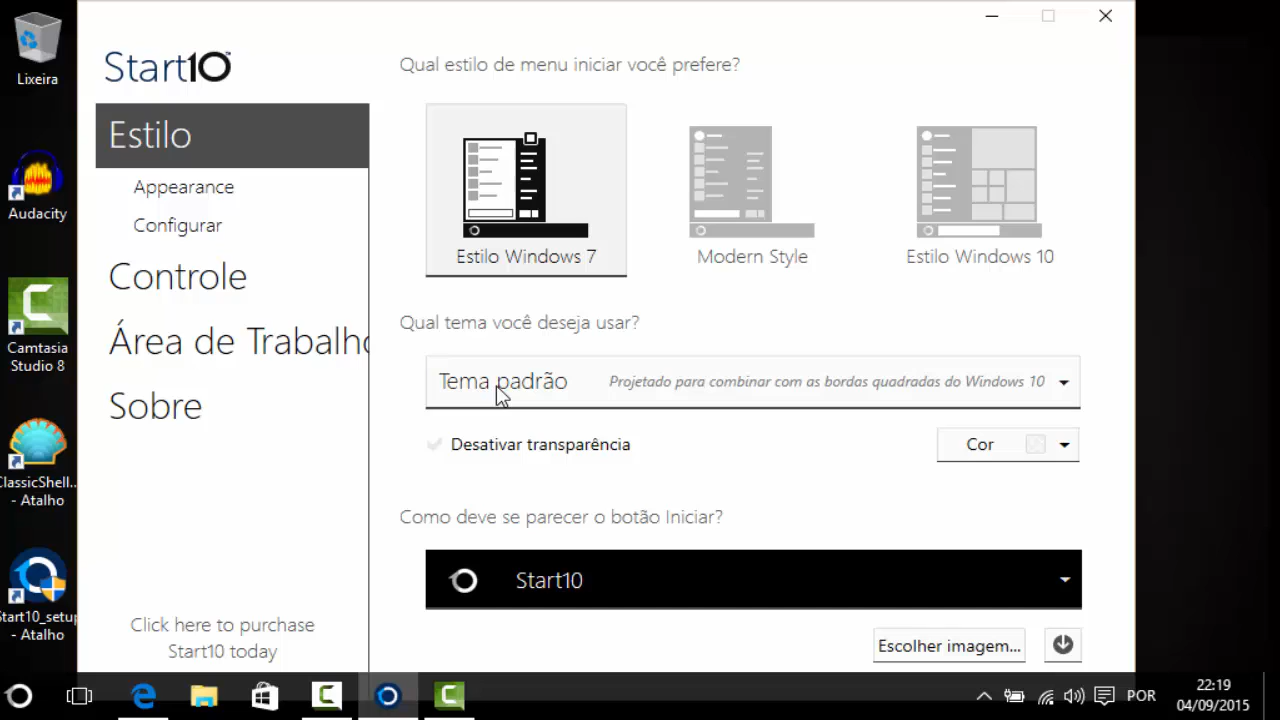 Lixeira
Audacity
Camtasia
Studio 8
ClassicShell...
- Atalho
Start10_setup
- Atalho
Start10™
Estilo
Appearance
Configurar
Controle
Área de Trabalho
Sobre
Click here to purchase
Start10 today
Qual estilo de menu iniciar você prefere?
Estilo Windows 7
Modern Style
Estilo Windows 10
Qual tema você deseja usar?
Tema padrão
Projetado para combinar com as bordas quadradas do Windows 10
Desativar transparência
Cor
Como deve se parecer o botão Iniciar?
Start10
Escolher imagem...
POR
22:19
04/09/2015